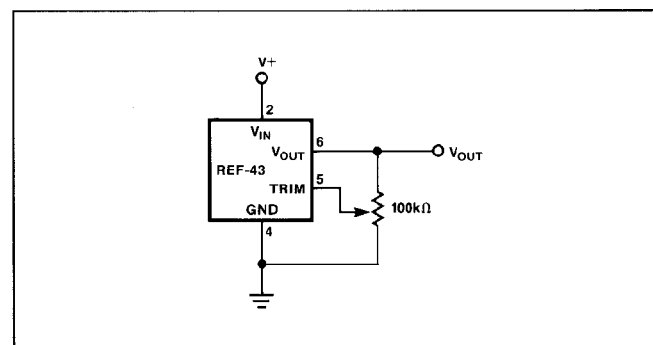 V+
2
VIN
VOUT
6
VOUT
REF-43
5
TRIM
100kΩ
GND
4